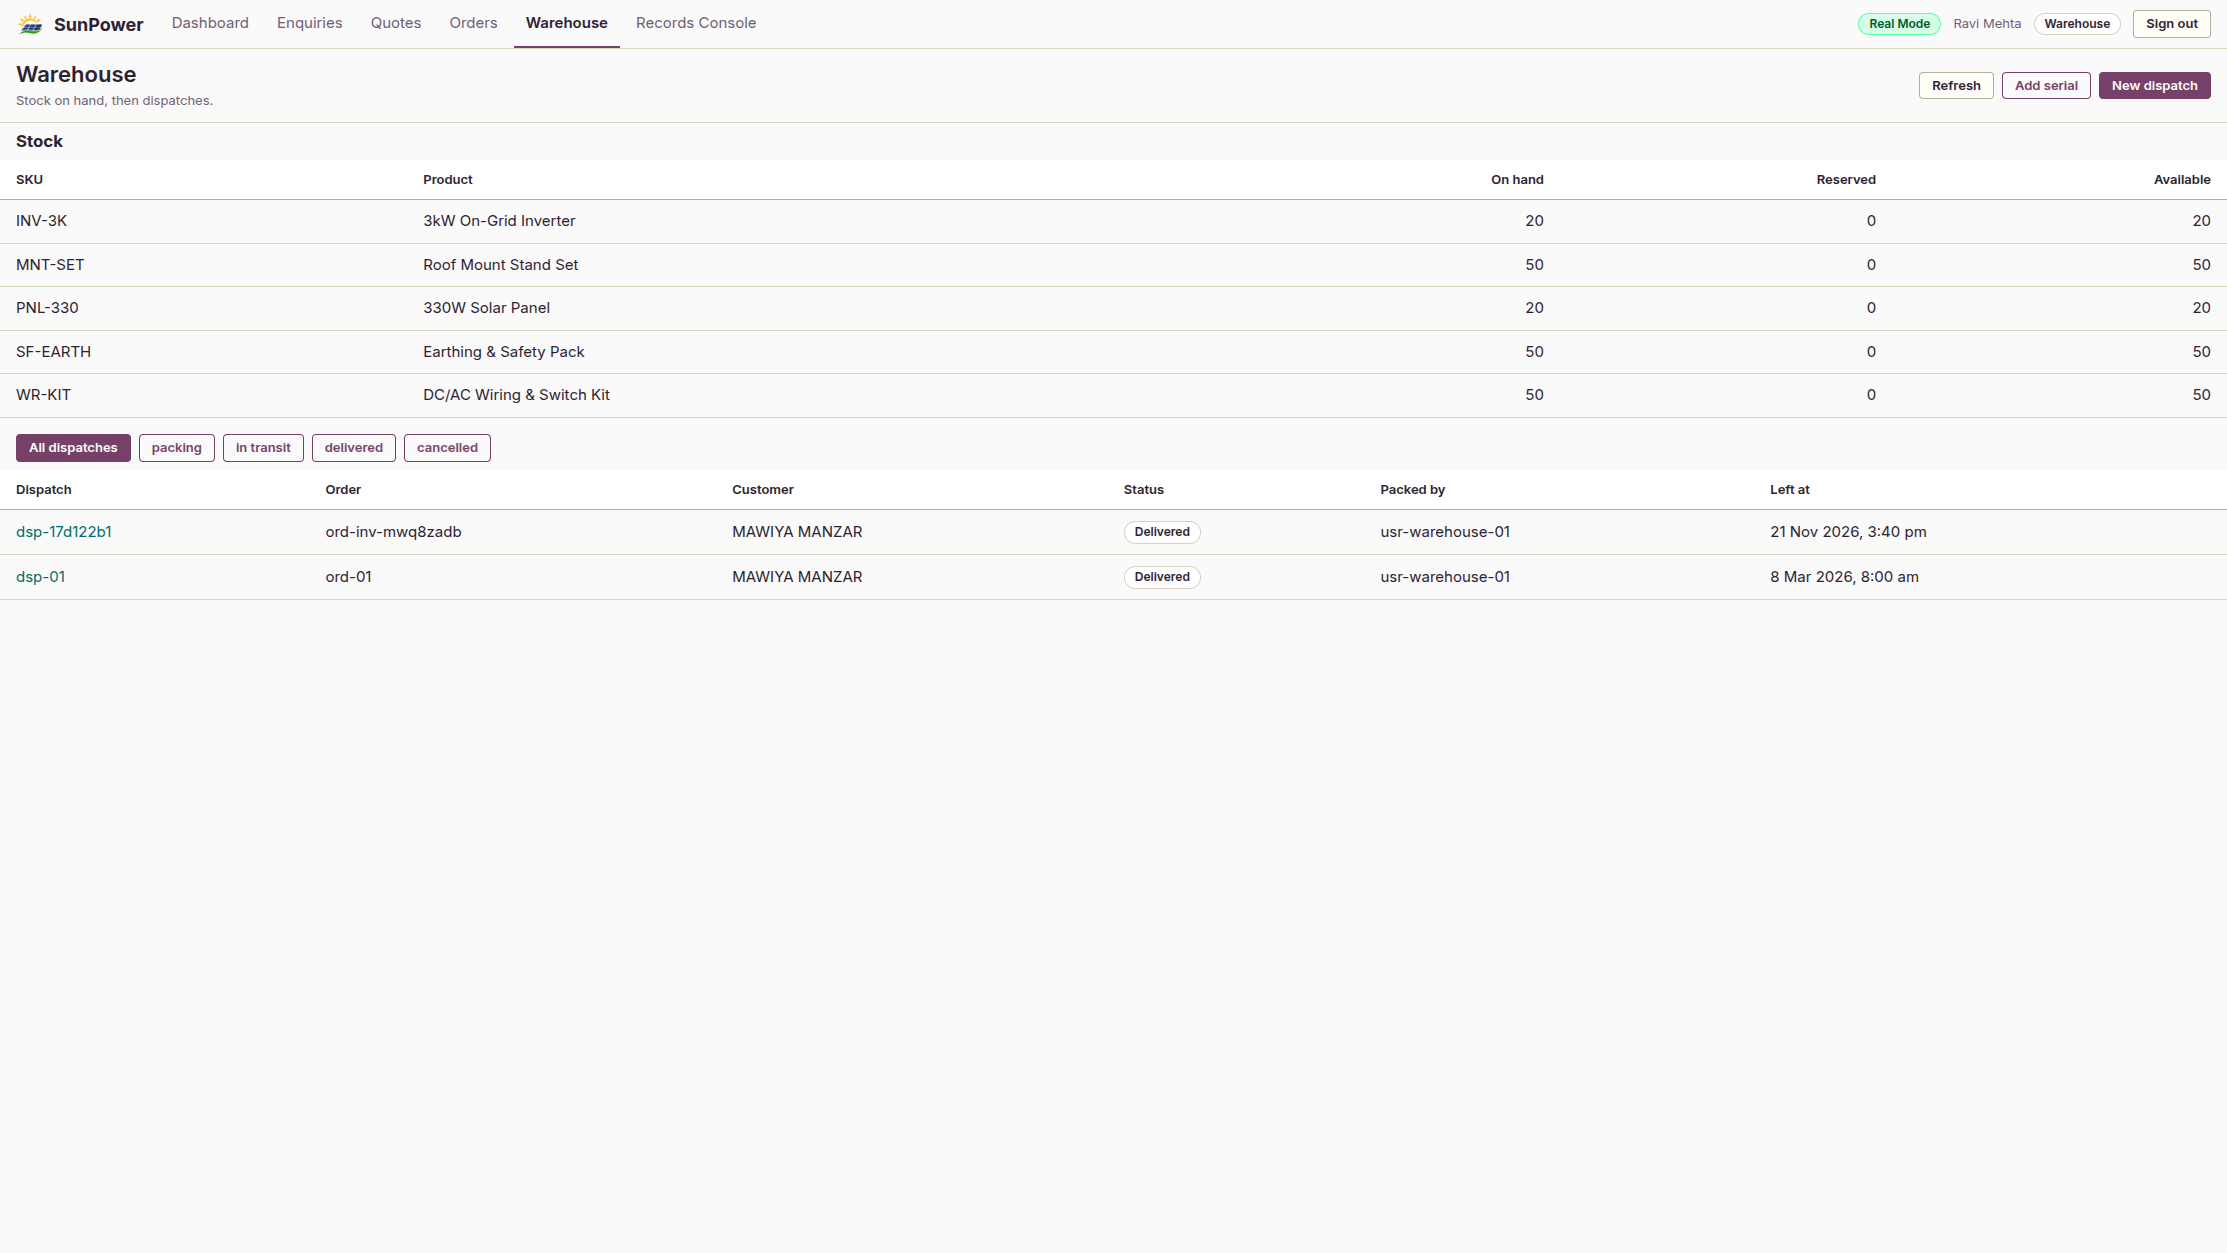 SunPower Dashboard Enquiries Quotes Orders Warehouse Records Console Real Mode Ravi Mehta Warehouse Sign out
Warehouse
Stock on hand, then dispatches.
Refresh Add serial New dispatch
Stock
SKU Product On hand Reserved Available
INV-3K 3kW On-Grid Inverter 20 0 20
MNT-SET Roof Mount Stand Set 50 0 50
PNL-330 330W Solar Panel 20 0 20
SF-EARTH Earthing & Safety Pack 50 0 50
WR-KIT DC/AC Wiring & Switch Kit 50 0 50
All dispatches packing in transit delivered cancelled
Dispatch Order Customer Status Packed by Left at
dsp-17d122b1 ord-inv-mwq8zadb MAWIYA MANZAR Delivered usr-warehouse-01 21 Nov 2026, 3:40 pm
dsp-01 ord-01 MAWIYA MANZAR Delivered usr-warehouse-01 8 Mar 2026, 8:00 am